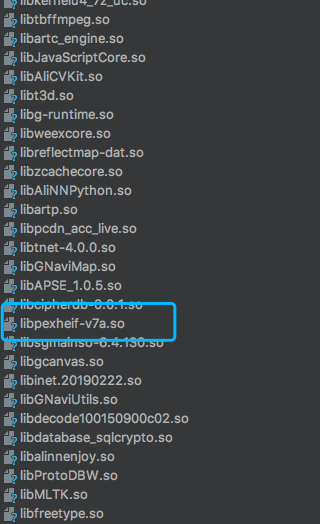 libtbffmpeg.so
libartc_engine.so
libJavaScriptCore.so
libAliCVKit.so
libt3d.so
libg-runtime.so
libweexcore.so
libreflectmap-dat.so
libzcachecore.so
libAliNNPython.so
libartp.so
libpcdn_acc_live.so
libtnet-4.0.0.so
libGNaviMap.so
libAPSE_1.0.5.so
libcipherdb-6.0.1.so
libpexheif-v7a.so
libsgmainso-6.4.130.so
libgcanvas.so
libinet.20190222.so
libGNaviUtils.so
libdecode100150900c02.so
libdatabase_sqlcrypto.so
libalinnenjoy.so
libProtoDBW.so
libMLTK.so
libfreetype.so